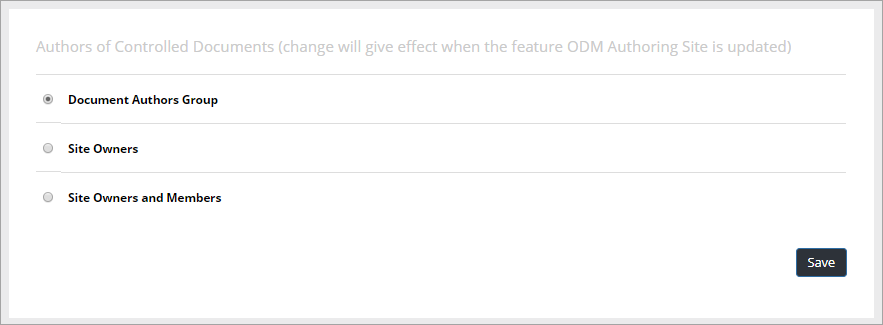 Authors of Controlled Documents (change will give effect when the feature ODM Authoring Site is updated)
Document Authors Group
Site Owners
Site Owners and Members
Save